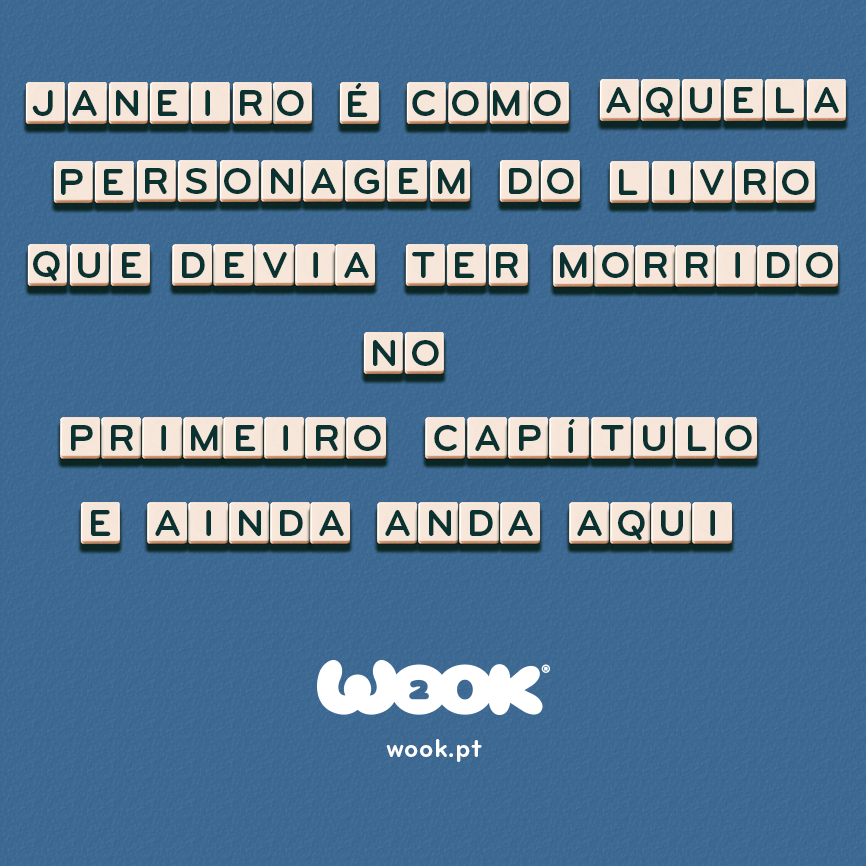 JANEIRO É COMO AQUELA
PERSONAGEM DO LIVRO
QUE DEVIA TER MORRIDO
NO
PRIMEIRO CAPÍTULO
E AINDA ANDA AQUI
WOOK®
20
wook.pt